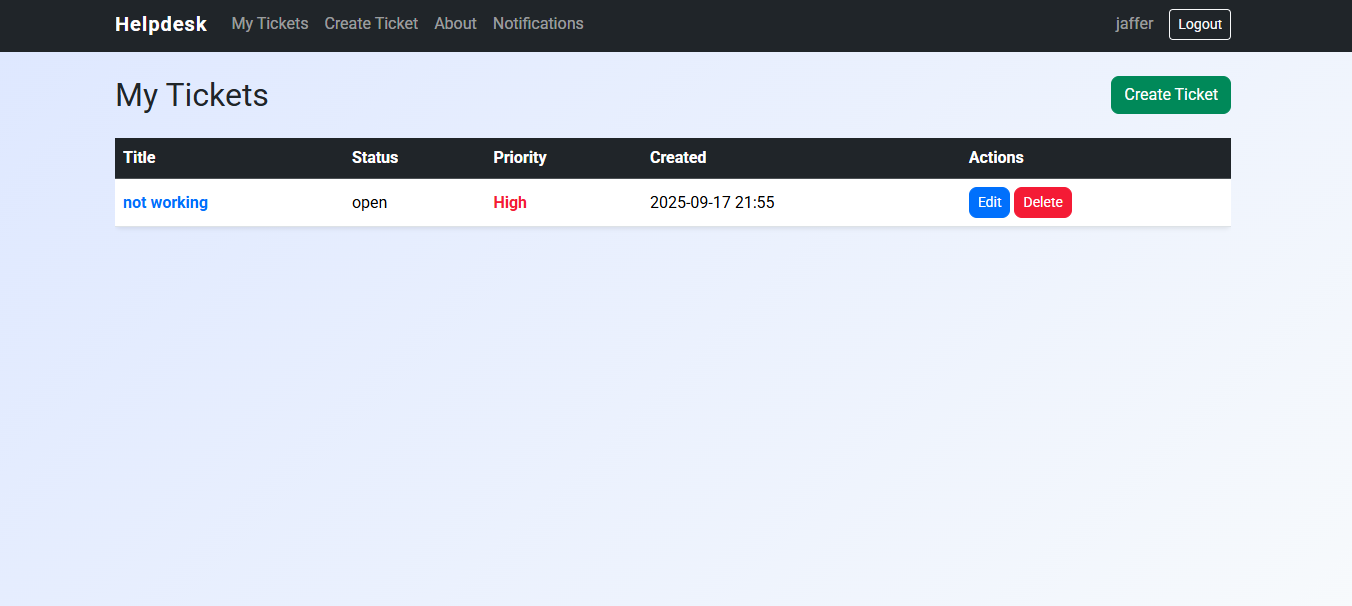 Helpdesk My Tickets Create Ticket About Notifications jaffer Logout
My Tickets Create Ticket
Title Status Priority Created Actions
not working open High 2025-09-17 21:55 Edit Delete